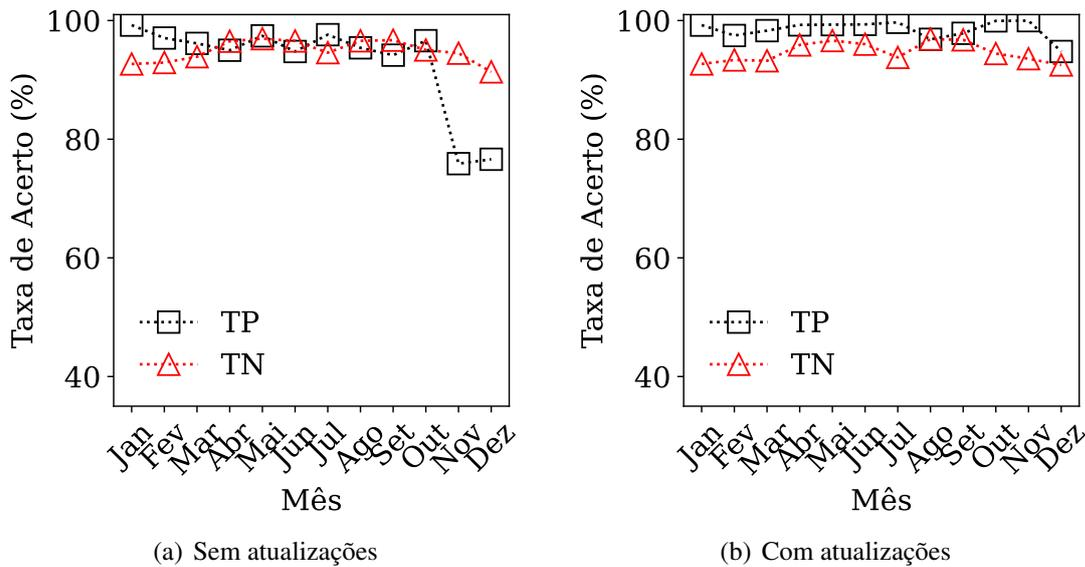 100
80
60
40
Taxa de Acerto (%)
TP
TN
Jan
Fev
Mar
Abr
Mai
Jun
Jul
Ago
Set
Out
Nov
Dez
Mês
(a) Sem atualizações
100
80
60
40
Taxa de Acerto (%)
TP
TN
Jan
Fev
Mar
Abr
Mai
Jun
Jul
Ago
Set
Out
Nov
Dez
Mês
(b) Com atualizações